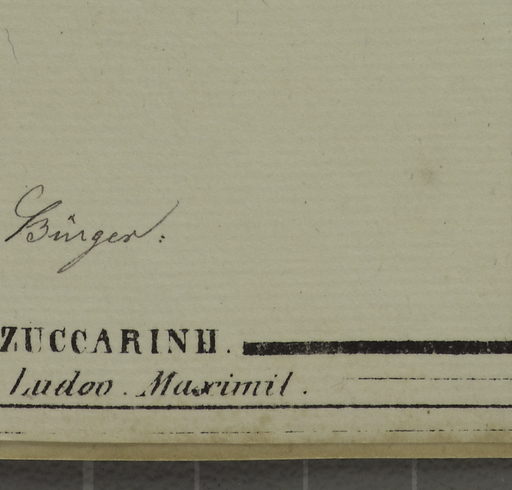 Bürger.
ZUCCARINII.
Ludov. Maximil.